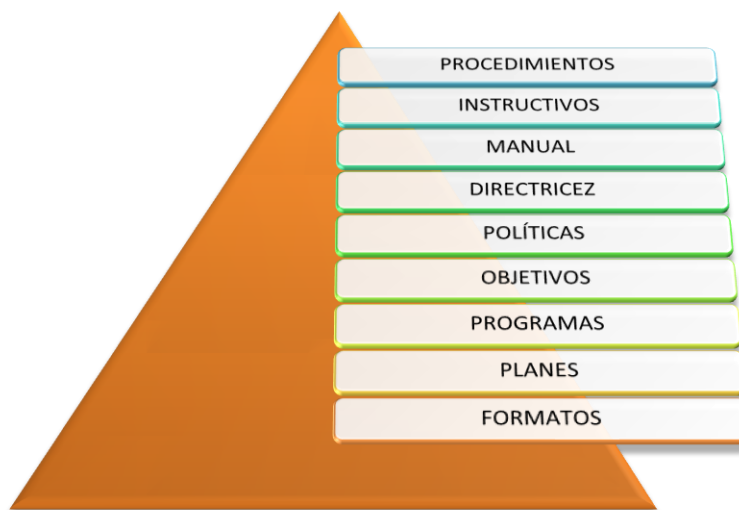 PROCEDIMIENTOS
INSTRUCTIVOS
MANUAL
DIRECTRICEZ
POLÍTICAS
OBJETIVOS
PROGRAMAS
PLANES
FORMATOS